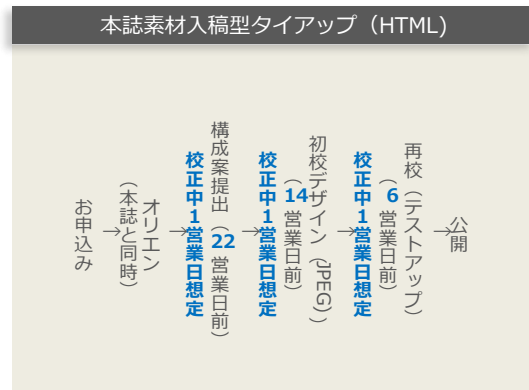 本誌素材入稿型タイアップ（HTML)
お申込み
→
オリエン
（本誌と同時）
→
構成案提出（22営業日前）
校正中1営業日想定
→
初校デザイン（JPEG)）
（14営業日前）
校正中1営業日想定
→
再校（テストアップ）
（6営業日前）
校正中1営業日想定
→
公開